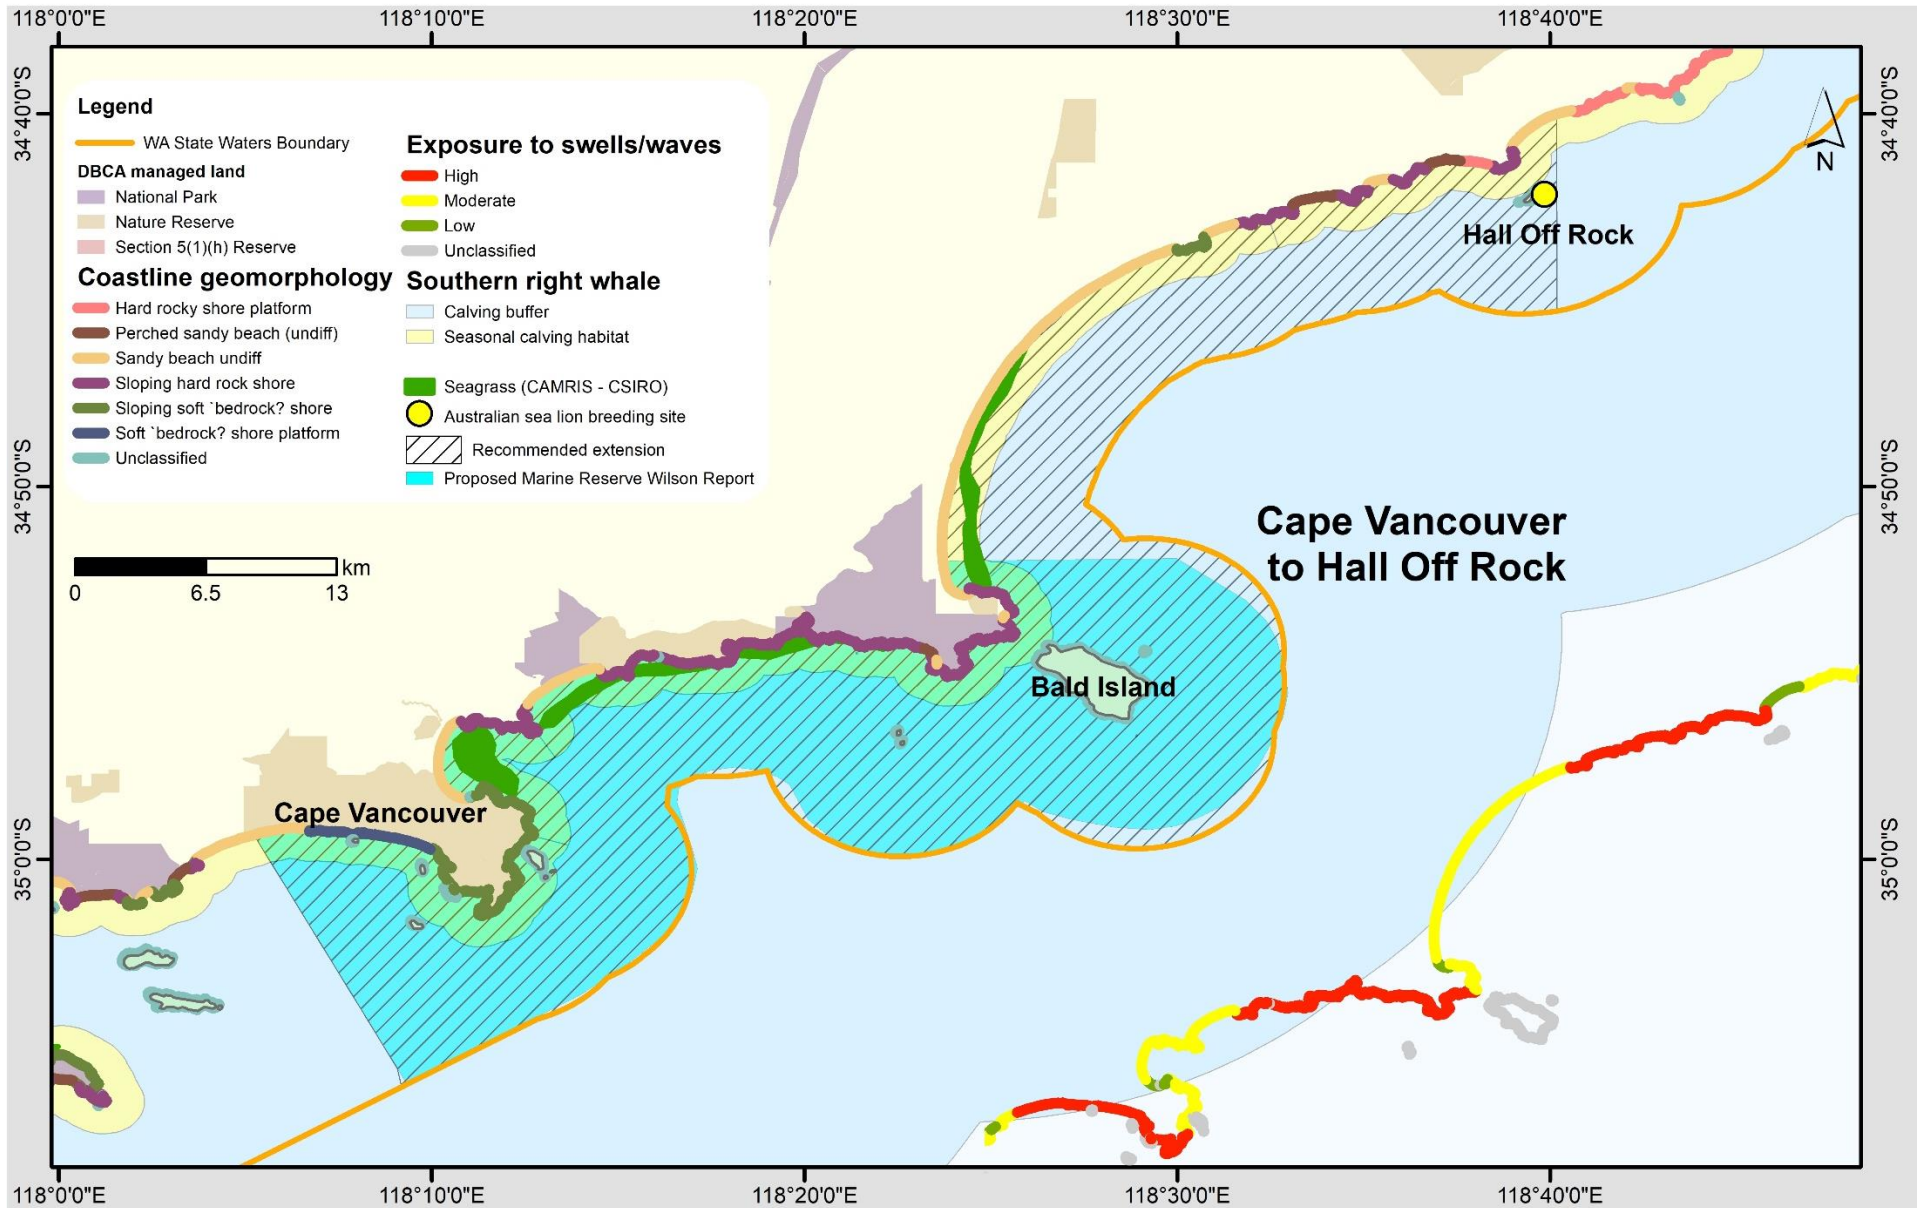 118°0'0"E
118°10'0"E
118°20'0"E
118°30'0"E
118°40'0"E
34°40'0"S
34°40'0"S
Legend
WA State Waters Boundary
DBCA managed land
National Park
Nature Reserve
Section 5(1)(h) Reserve
Coastline geomorphology
Hard rocky shore platform
Perched sandy beach (undiff)
Sandy beach undiff
Sloping hard rock shore
Sloping soft `bedrock? shore
Soft `bedrock? shore platform
Unclassified
Exposure to swells/waves
High
Moderate
Low
Unclassified
Southern right whale
Calving buffer
Seasonal calving habitat
Seagrass (CAMRIS - CSIRO)
Australian sea lion breeding site
Recommended extension
Proposed Marine Reserve Wilson Report
N
Hall Off Rock
34°50'0"S
34°50'0"S
Cape Vancouver
to Hall Off Rock
km
0
6.5
13
Bald Island
Cape Vancouver
35°0'0"S
35°0'0"S
118°0'0"E
118°10'0"E
118°20'0"E
118°30'0"E
118°40'0"E